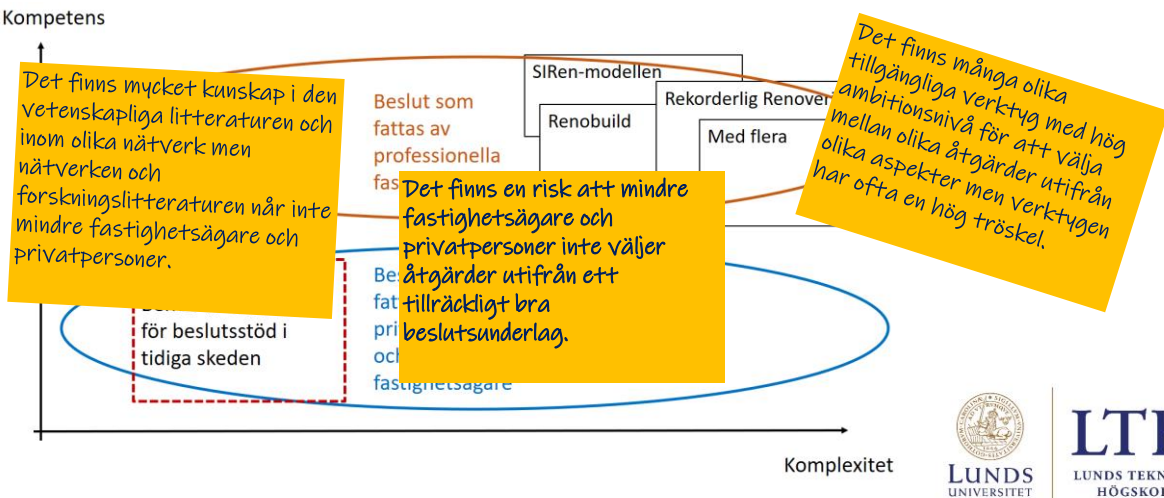 Kompetens
Det finns mycket kunskap i den
vetenskapliga litteraturen och
inom olika nätverk men
nätverken och
forskningslitteraturen når inte
mindre fastighetsägare och
privatpersoner.
Beslut som
fattas av
professionella
SIRen-modellen
Renobuild
Rekorderlig
Med flera
Det finns många olika
tillgängliga verktyg med hög
ambitionsnivå för att välja
mellan olika åtgärder utifrån
olika aspekter men verktygen
har ofta en hög tröskel.
Det finns en risk att mindre
fastighetsägare och
privatpersoner inte väljer
åtgärder utifrån ett
tillräckligt bra
beslutsunderlag.
för beslutsstöd i
tidiga skeden
fastighetsägare
Komplexitet
LUNDS
UNIVERSITET
LUNDS